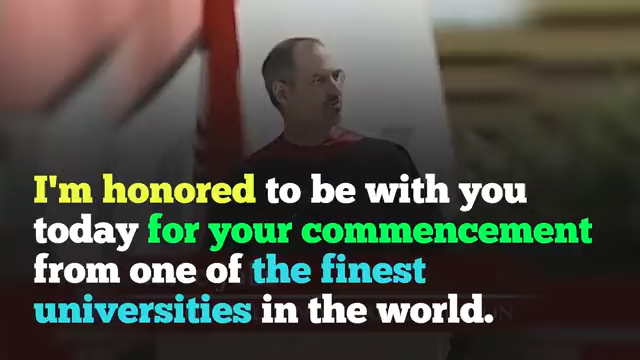 I'm honored to be with you
today for your commencement
from one of the finest
universities in the world.